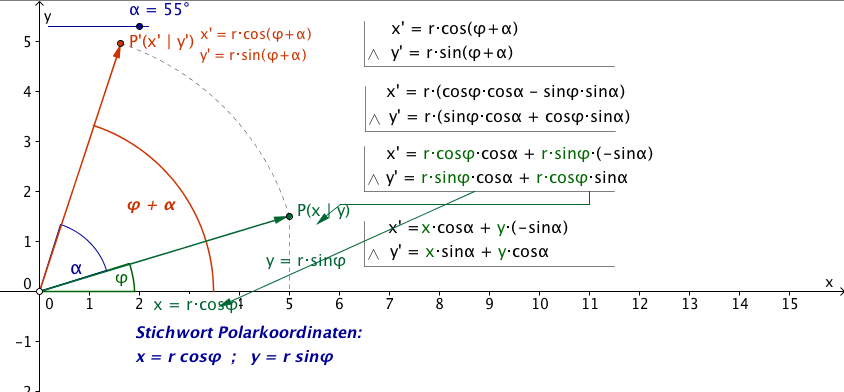 y
α = 55°
P'(x' | y')
x' = r·cos(φ+α)
y' = r·sin(φ+α)
x' = r·cos(φ+α)
∧ y' = r·sin(φ+α)
x' = r·(cosφ·cosα – sinφ·sinα)
∧ y' = r·(sinφ·cosα + cosφ·sinα)
x' = r·cosφ·cosα + r·sinφ·(–sinα)
∧ y' = r·sinφ·cosα + r·cosφ·sinα
x' = x·cosα + y·(–sinα)
∧ y' = x·sinα + y·cosα
φ + α
P(x | y)
y = r·sinφ
α
φ
x = r·cosφ
x
5
4
3
2
1
0
-1
-2
0 1 2 3 4 5 6 7 8 9 10 11 12 13 14 15
Stichwort Polarkoordinaten:
x = r cosφ ; y = r sinφ